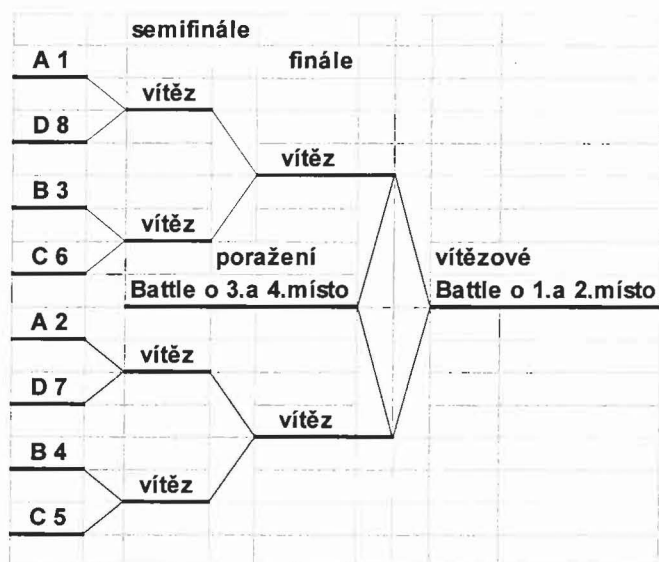 semifinále
finále
A 1
vítěz
D 8
vítěz
B 3
vítěz
C 6
poražení
vítězové
Battle o 3.a 4.místo
Battle o 1.a 2.místo
A 2
vítěz
D 7
vítěz
B 4
vítěz
C 5